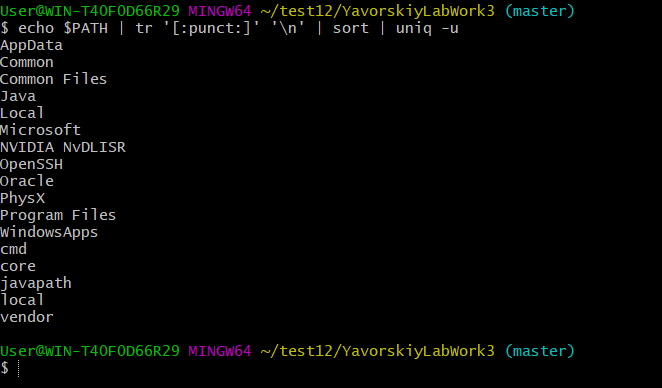 User@WIN-T40FOD66R29 MINGW64 ~/test12/YavorskiyLabWork3 (master)
$ echo $PATH | tr '[:punct:]' '\n' | sort | uniq -u
AppData
Common
Common Files
Java
Local
Microsoft
NVIDIA NvDLISR
OpenSSH
Oracle
PhysX
Program Files
WindowsApps
cmd
core
javapath
local
vendor
User@WIN-T40FOD66R29 MINGW64 ~/test12/YavorskiyLabWork3 (master)
$